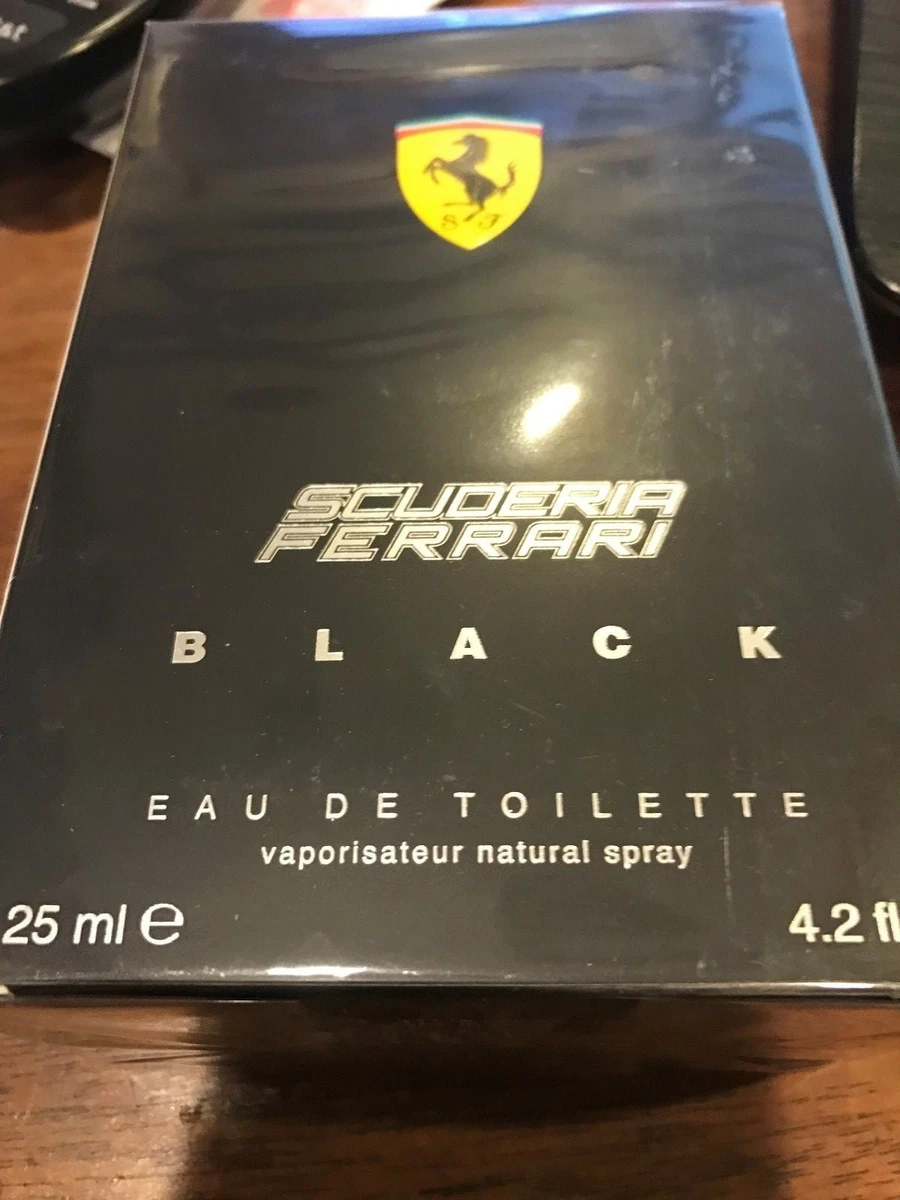 S F
SCUDERIA
FERRARI
BLACK
EAU DE TOILETTE
vaporisateur natural spray
25 ml e 4.2 fl